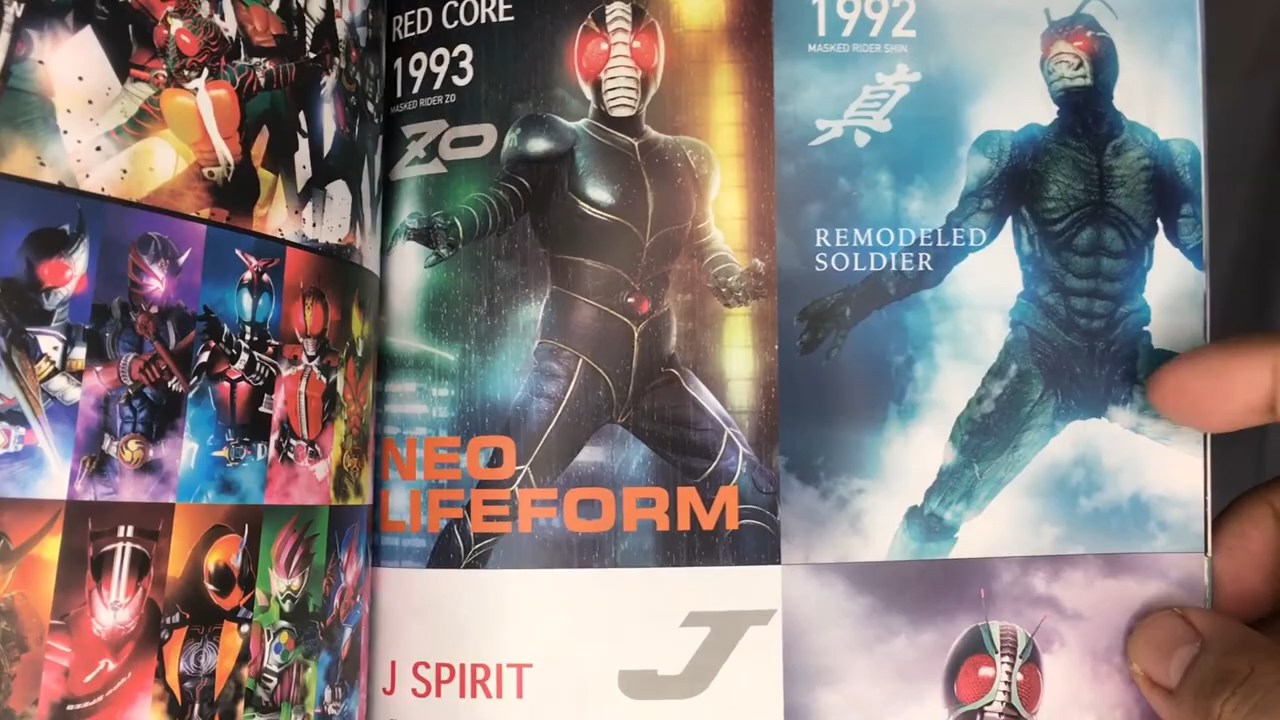 RED CORE
1993
MASKED RIDER ZO
ZO
NEO
LIFEFORM
1992
MASKED RIDER SHIN
真
REMODELED
SOLDIER
J SPIRIT
J